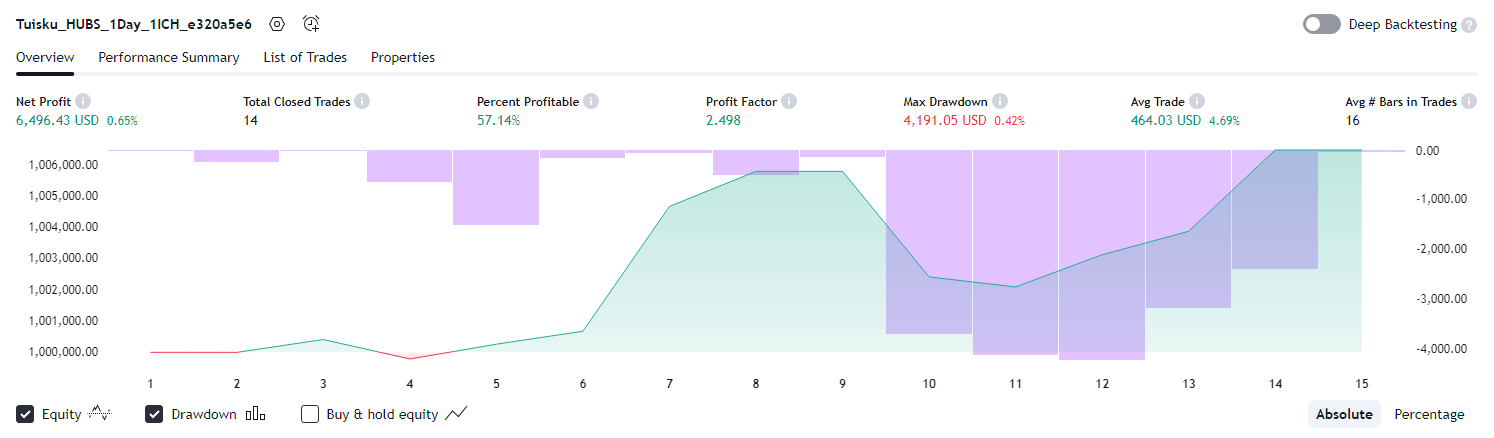 Tuisku_HUBS_1Day_1ICH_e320a5e6 Deep Backtesting ?
Overview Performance Summary List of Trades Properties
Net Profit Total Closed Trades Percent Profitable Profit Factor Max Drawdown Avg Trade Avg # Bars in Trades
6,496.43 USD 0.65% 14 57.14% 2.498 4,191.05 USD 0.42% 464.03 USD 4.69% 16
1,006,000.00
1,005,000.00
1,004,000.00
1,003,000.00
1,002,000.00
1,001,000.00
1,000,000.00
0.00
-1,000.00
-2,000.00
-3,000.00
-4,000.00
1 2 3 4 5 6 7 8 9 10 11 12 13 14 15
Equity Drawdown Buy & hold equity Absolute Percentage